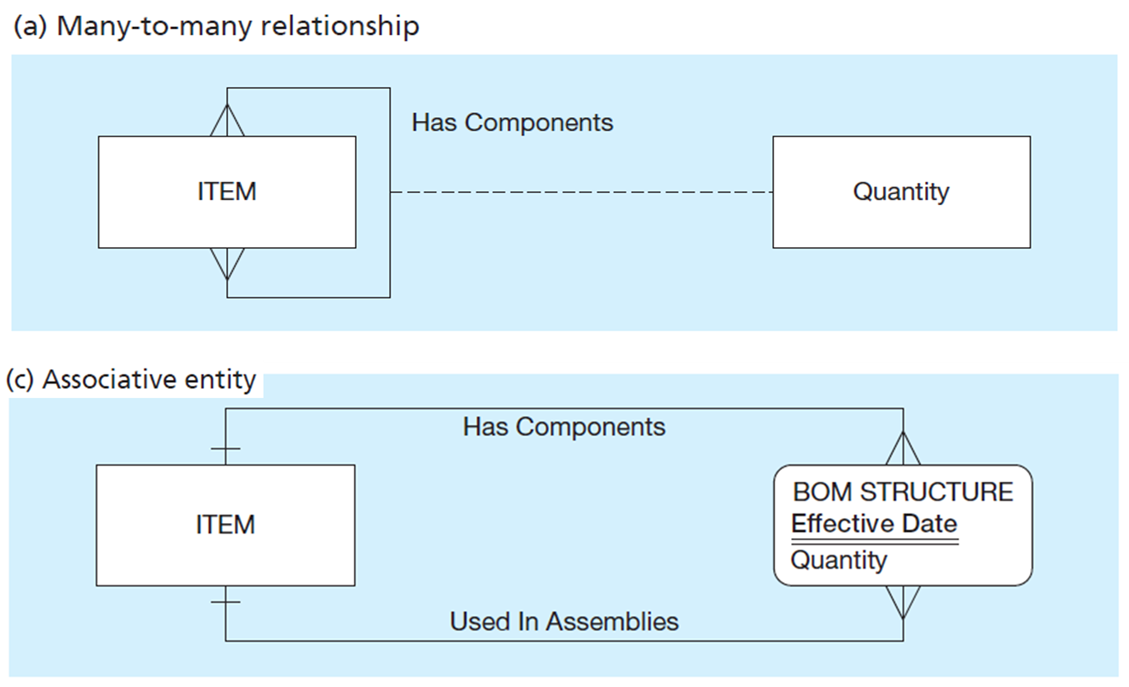 (a) Many-to-many relationship
Has Components
ITEM
Quantity
(c) Associative entity
Has Components
ITEM
BOM STRUCTURE
Effective Date
Quantity
Used In Assemblies